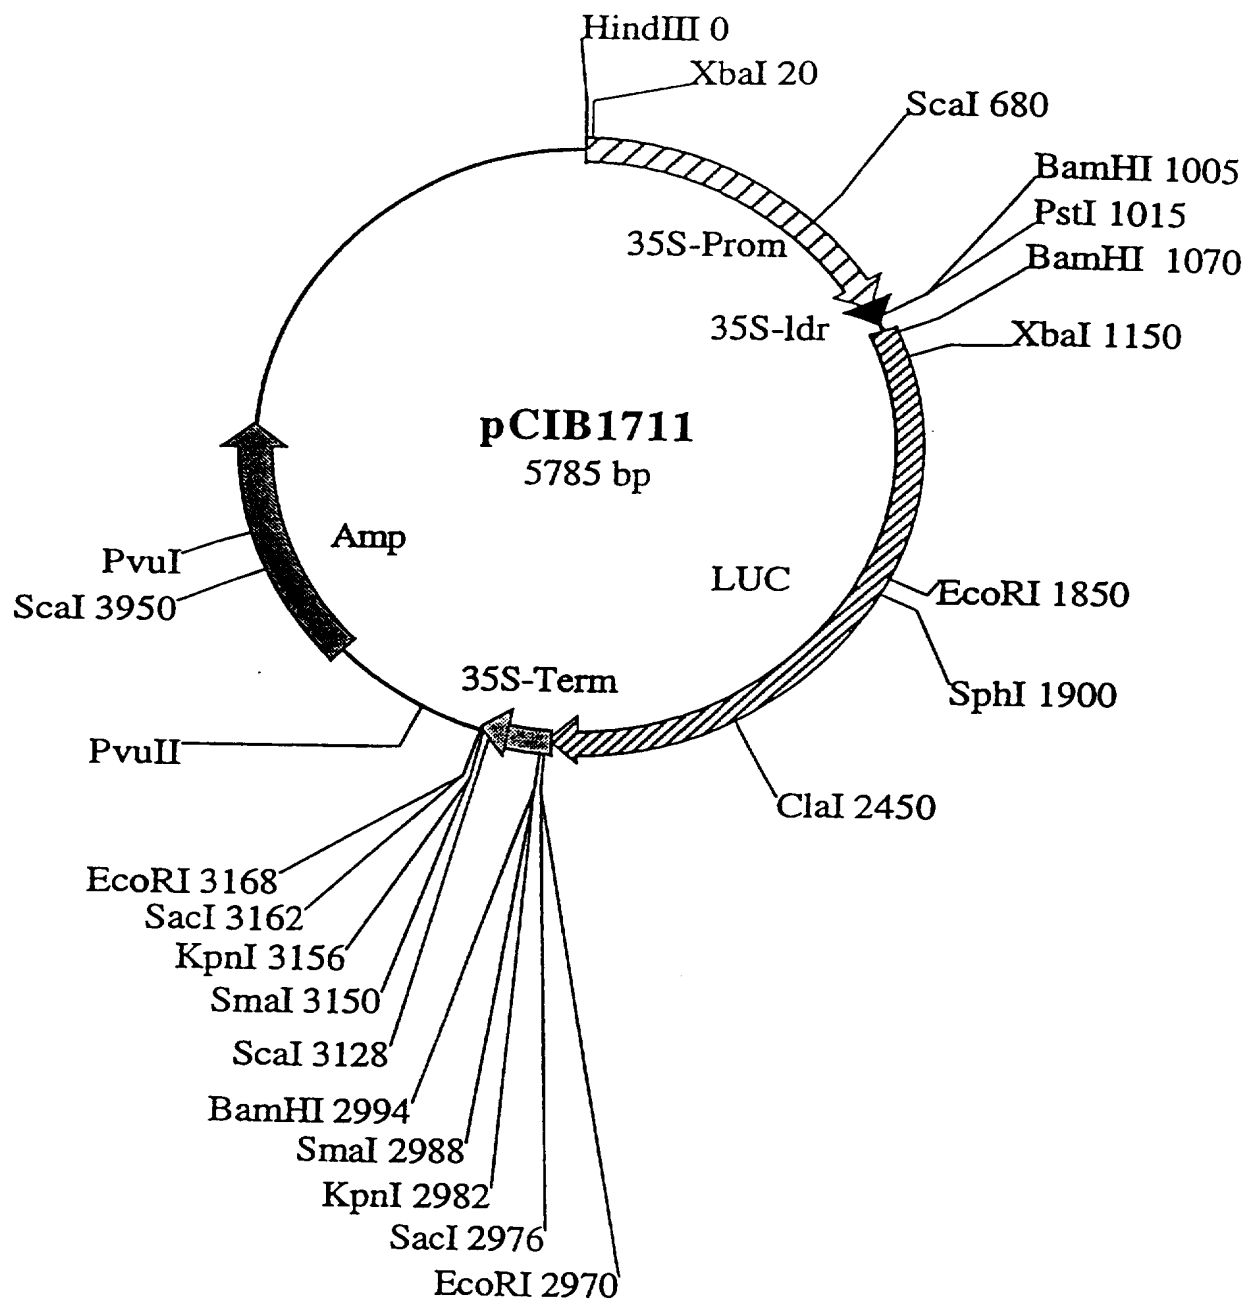 HindIII 0
XbaI 20
ScaI 680
BamHI 1005
PstI 1015
BamHI 1070
XbaI 1150
35S-Prom
35S-ldr
pCIB1711
5785 bp
Amp
LUC
PvuI
ScaI 3950
EcoRI 1850
SphI 1900
35S-Term
PvuII
ClaI 2450
EcoRI 3168
SacI 3162
KpnI 3156
SmaI 3150
ScaI 3128
BamHI 2994
SmaI 2988
KpnI 2982
SacI 2976
EcoRI 2970